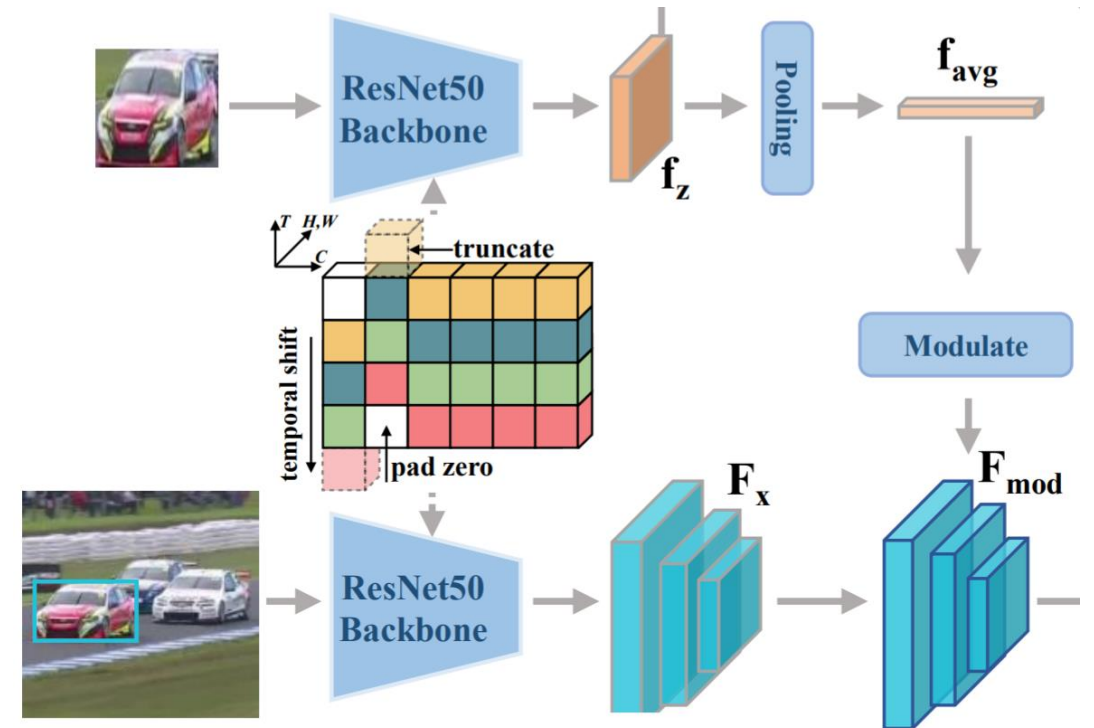 ResNet50
Backbone
f_z
Pooling
f_avg
T
H,W
C
truncate
temporal shift
pad zero
Modulate
ResNet50
Backbone
F_x
F_mod